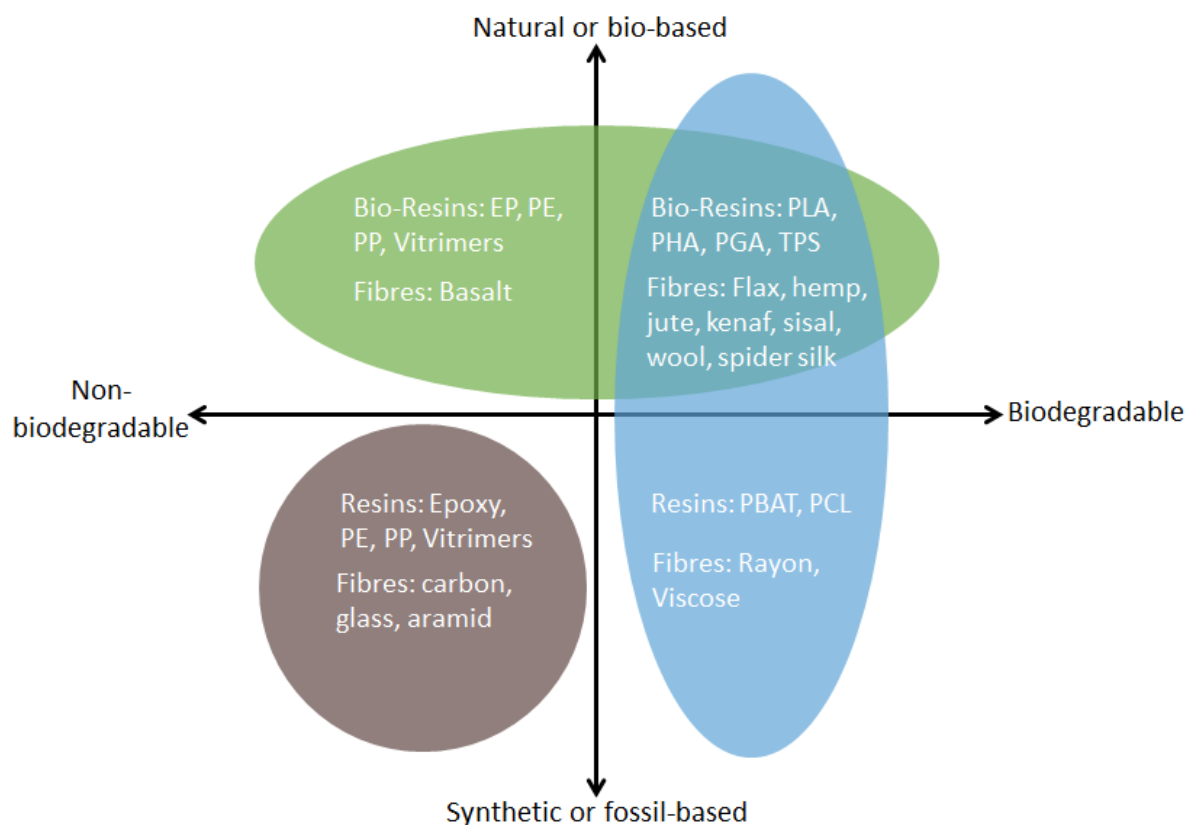 Natural or bio-based
Bio-Resins: EP, PE,
PP, Vitrimers
Fibres: Basalt
Bio-Resins: PLA,
PHA, PGA, TPS
Fibres: Flax, hemp,
jute, kenaf, sisal,
wool, spider silk
Non-
biodegradable
Biodegradable
Resins: Epoxy,
PE, PP, Vitrimers
Fibres: carbon,
glass, aramid
Resins: PBAT, PCL
Fibres: Rayon,
Viscose
Synthetic or fossil-based